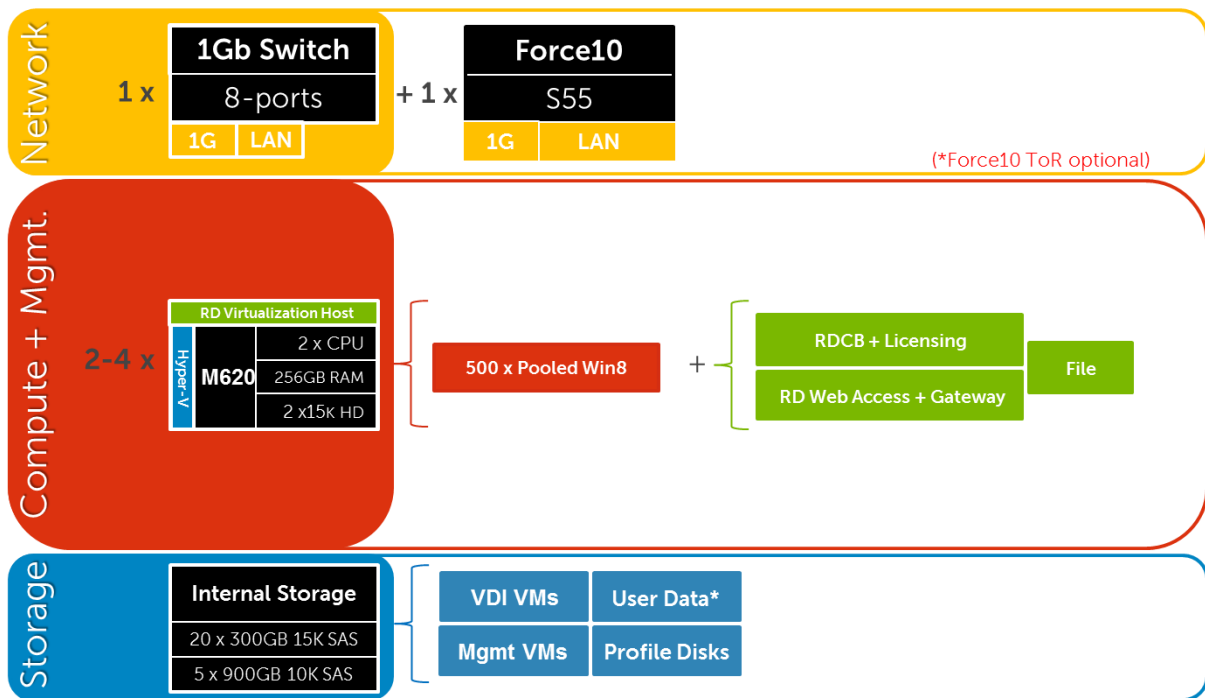 Network
1 x
1Gb Switch
8-ports
1G LAN
+ 1 x
Force10
S55
1G LAN
(*Force10 ToR optional)
Compute + Mgmt.
2-4 x
RD Virtualization Host
Hyper-V
M620
2 x CPU
256GB RAM
2 x15K HD
500 x Pooled Win8
+
RDCB + Licensing
RD Web Access + Gateway
File
Storage
Internal Storage
20 x 300GB 15K SAS
5 x 900GB 10K SAS
VDI VMs
User Data*
Mgmt VMs
Profile Disks